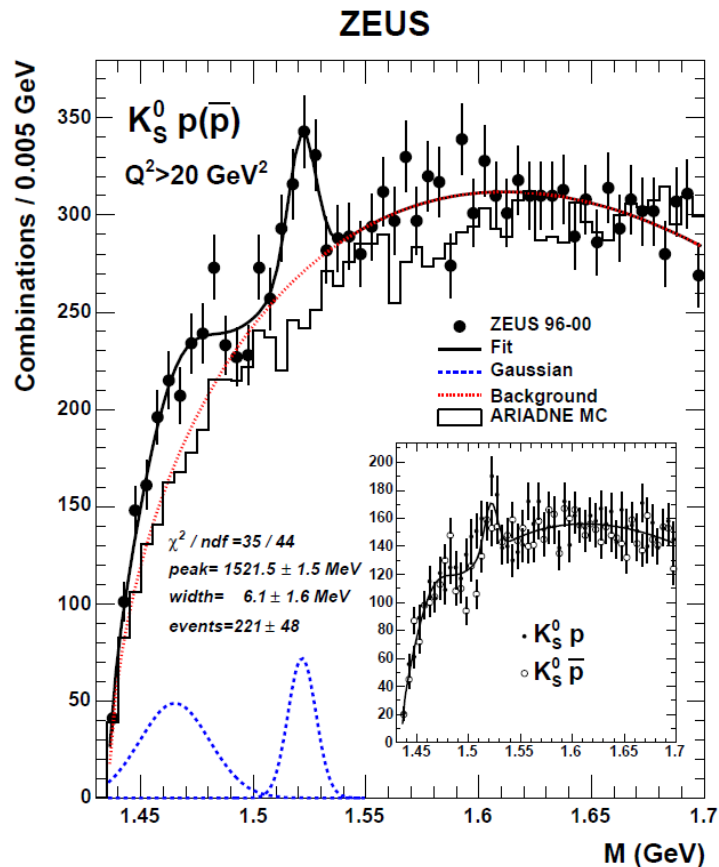 ZEUS
Combinations / 0.005 GeV
350
300
250
200
150
100
50
0
K⁰_S p(p̅)
Q²>20 GeV²
ZEUS 96-00
Fit
Gaussian
Background
ARIADNE MC
χ² / ndf =35 / 44
peak= 1521.5 ± 1.5 MeV
width= 6.1 ± 1.6 MeV
events=221 ± 48
200
180
160
140
120
100
80
60
40
20
0
K⁰_S p
K⁰_S p̅
1.45 1.5 1.55 1.6 1.65 1.7
1.45 1.5 1.55 1.6 1.65 1.7
M (GeV)